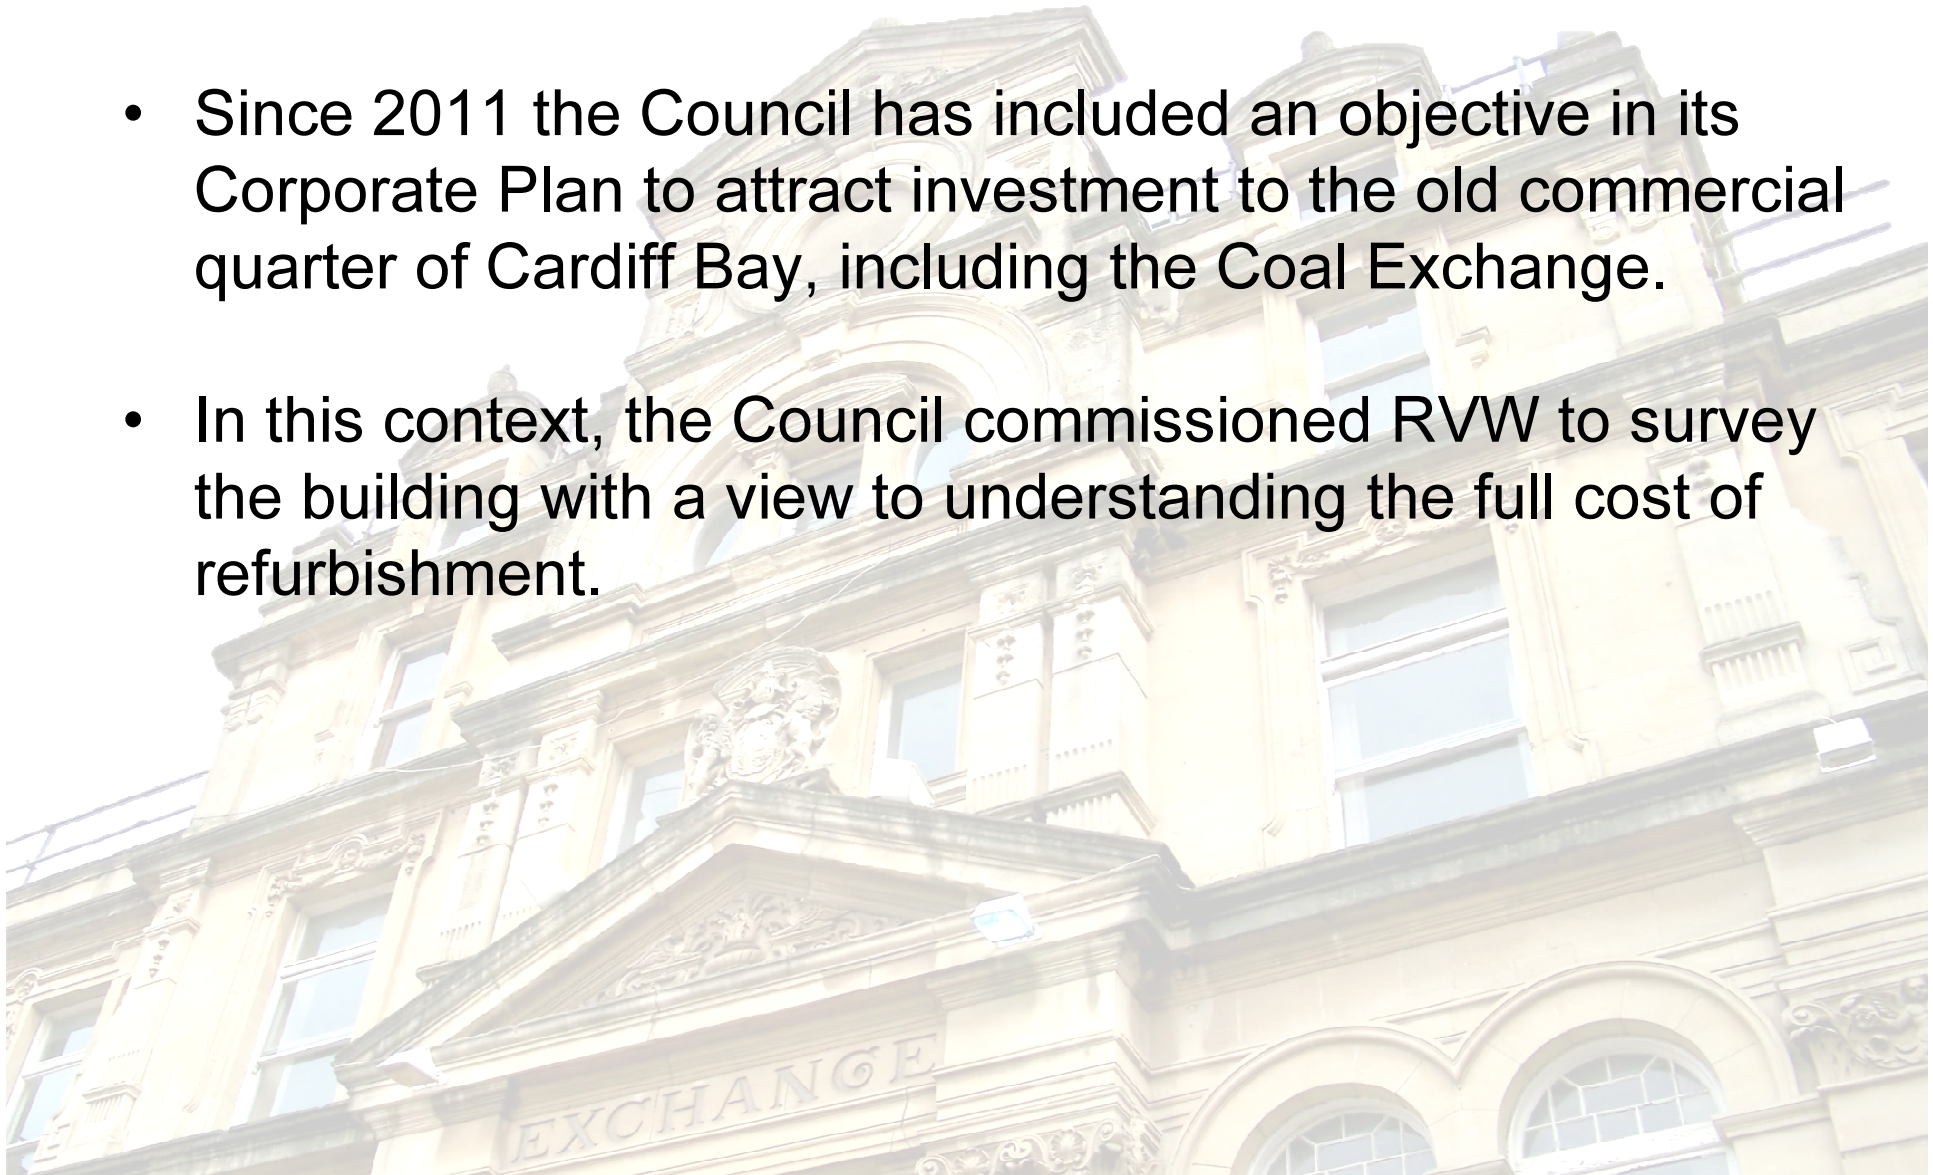 • Since 2011 the Council has included an objective in its
Corporate Plan to attract investment to the old commercial
quarter of Cardiff Bay, including the Coal Exchange.
• In this context, the Council commissioned RVW to survey
the building with a view to understanding the full cost of
refurbishment.
EXCHANGE